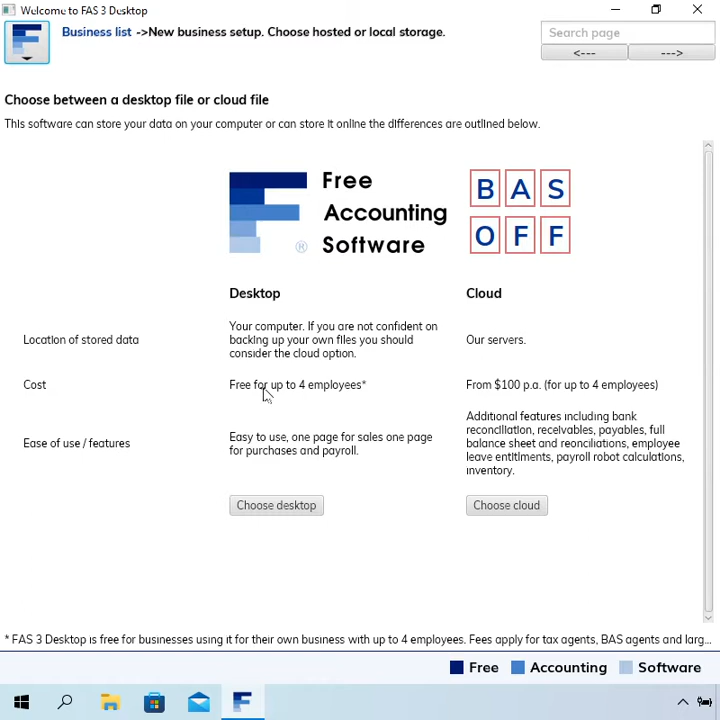 Welcome to FAS 3 Desktop
Business list ->New business setup. Choose hosted or local storage.
Search page
<---
--->
Choose between a desktop file or cloud file
This software can store your data on your computer or can store it online the differences are outlined below.
Free
Accounting
Software
®
B A S
O F F
Desktop
Cloud
Location of stored data
Your computer. If you are not confident on
backing up your own files you should
consider the cloud option.
Our servers.
Cost
Free for up to 4 employees*
From $100 p.a. (for up to 4 employees)
Ease of use / features
Easy to use, one page for sales one page
for purchases and payroll.
Additional features including bank
reconciliation, receivables, payables, full
balance sheet and reonciliations, employee
leave entitlments, payroll robot calculations,
inventory.
Choose desktop
Choose cloud
* FAS 3 Desktop is free for businesses using it for their own business with up to 4 employees. Fees apply for tax agents, BAS agents and larg...
Free Accounting Software